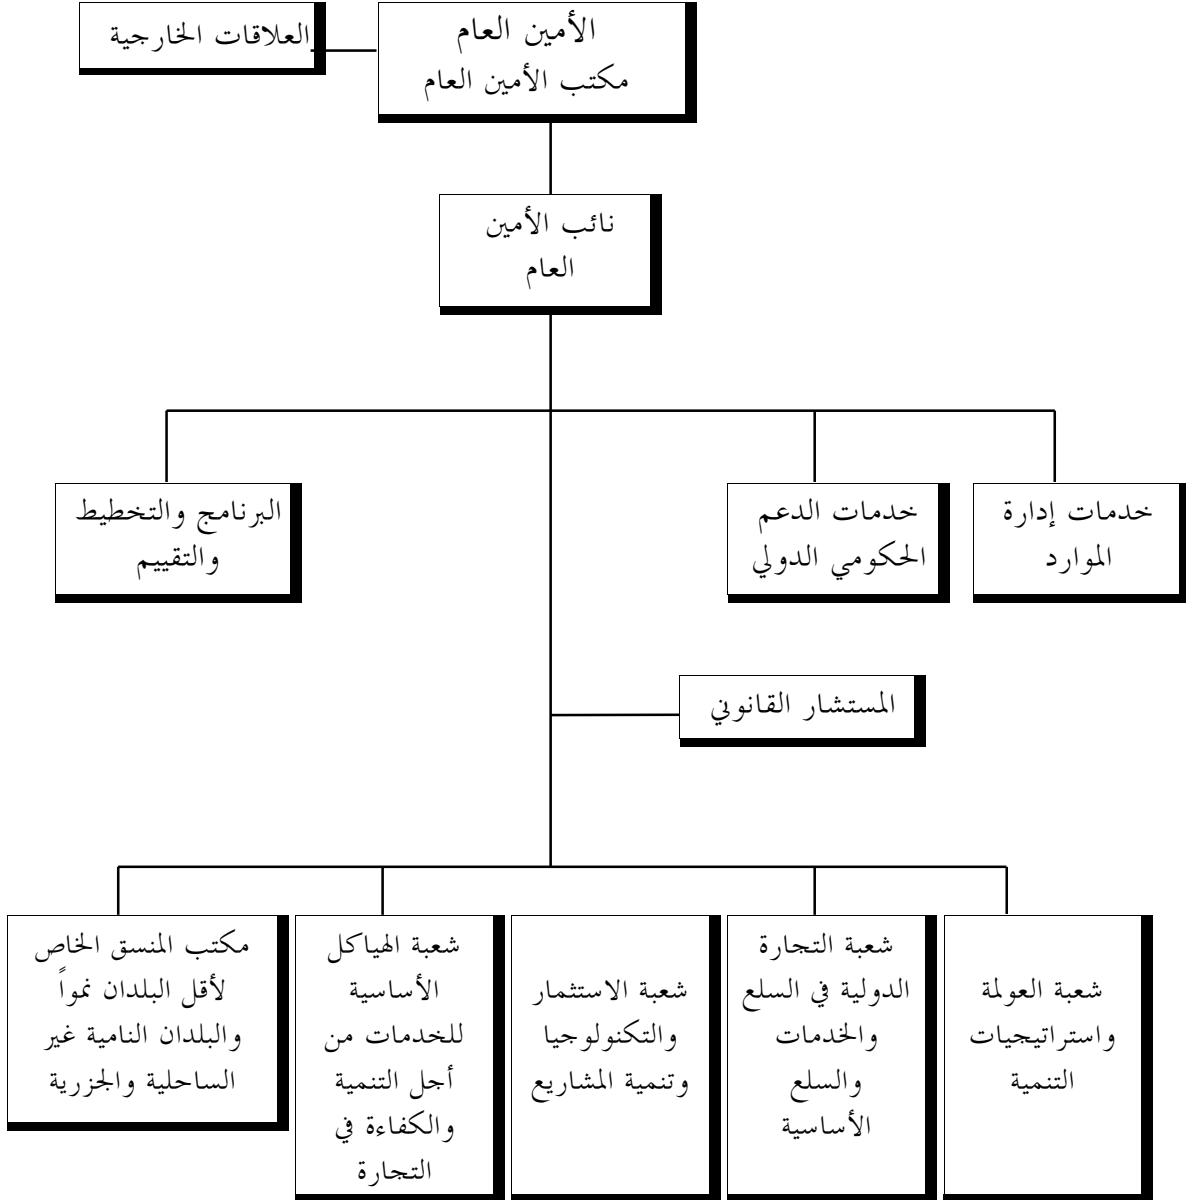 الأمين العام
مكتب الأمين العام
العلاقات الخارجية
نائب الأمين
العام
خدمات إدارة
الموارد
خدمات الدعم
الحكومي الدولي
البرنامج والتخطيط
والتقييم
المستشار القانوني
شعبة العولمة
واستراتيجيات
التنمية
شعبة التجارة
الدولية في السلع
والخدمات
والسلع
الأساسية
شعبة الاستثمار
والتكنولوجيا
وتنمية المشاريع
شعبة الهياكل
الأساسية
للخدمات من
أجل التنمية
والكفاءة في
التجارة
مكتب المنسق الخاص
لأقل البلدان نمواً
والبلدان النامية غير
الساحلية والجزرية